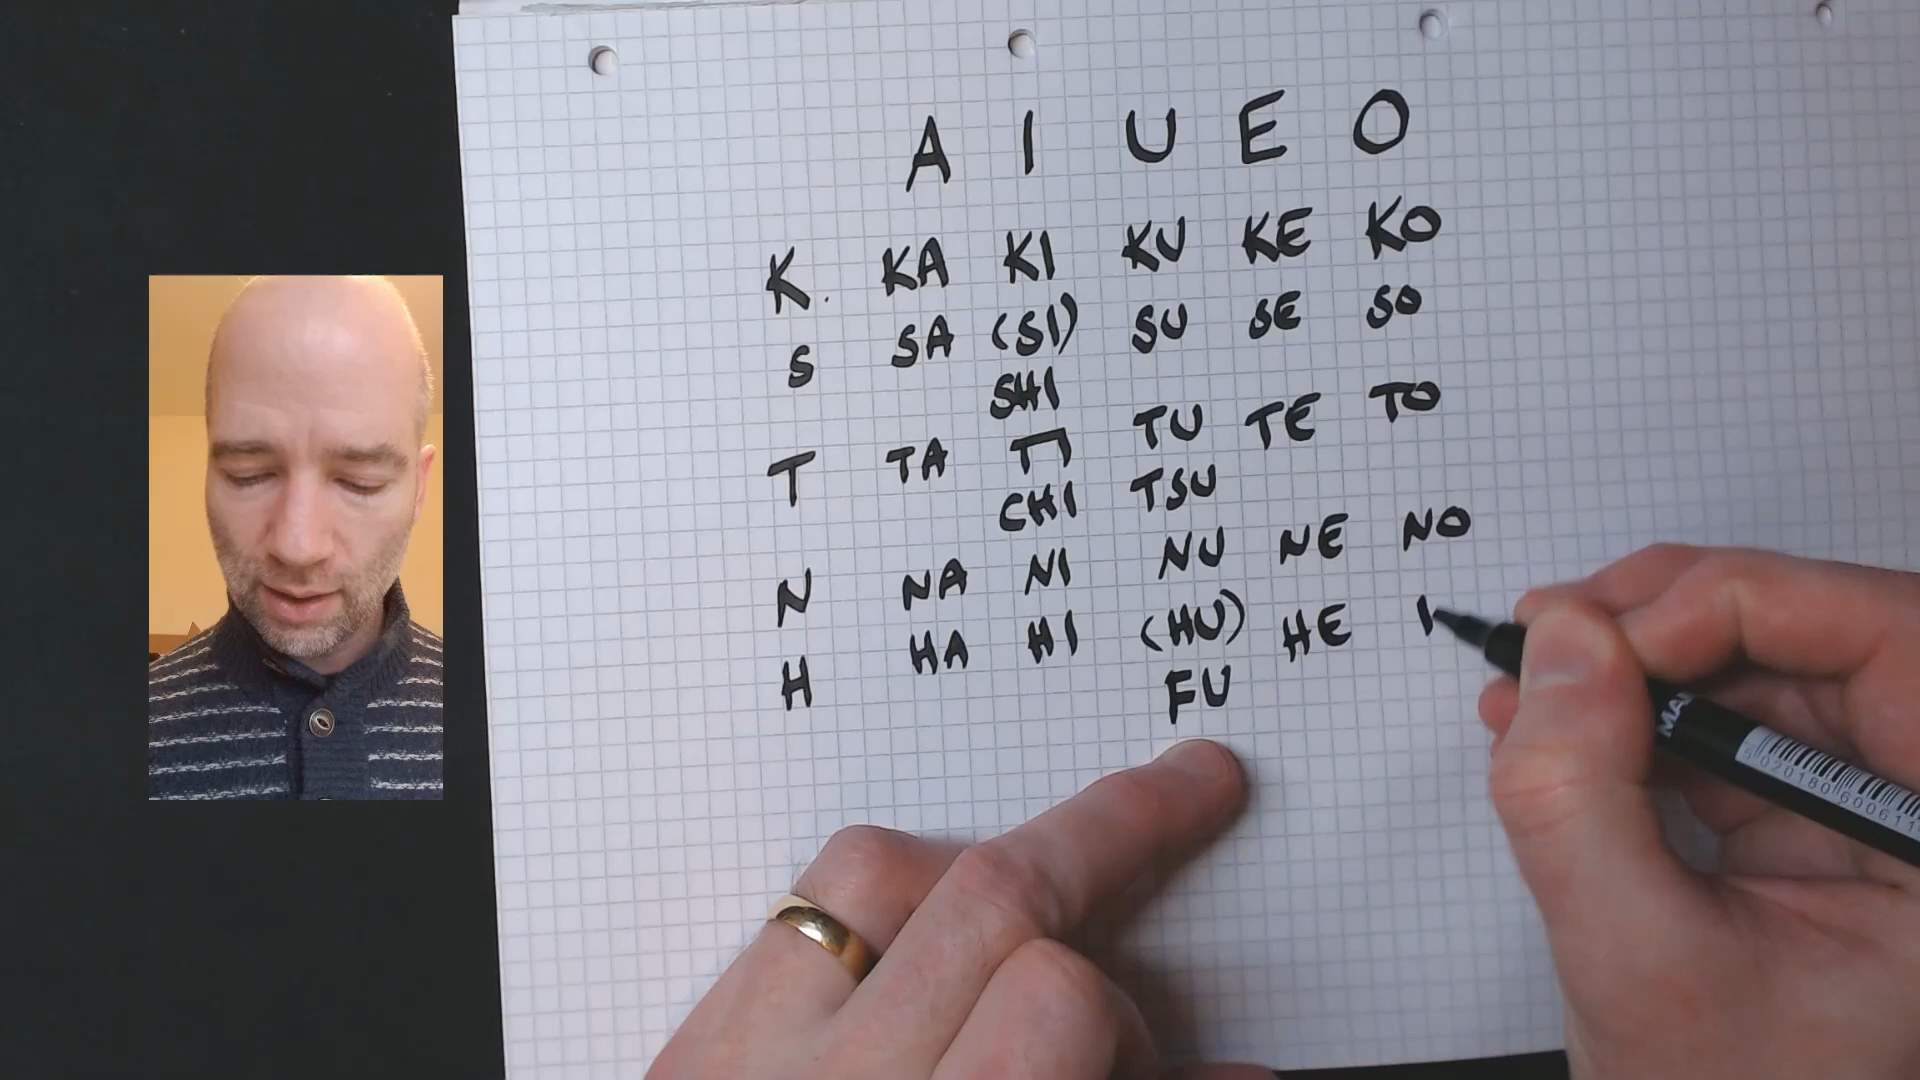 A I U E O
K. KA KI KU KE KO
S SA (SI) SU SE SO
SHI
T TA TI TU TE TO
CHI TSU
N NA NI NU NE NO
H HA HI (HU) HE
FU